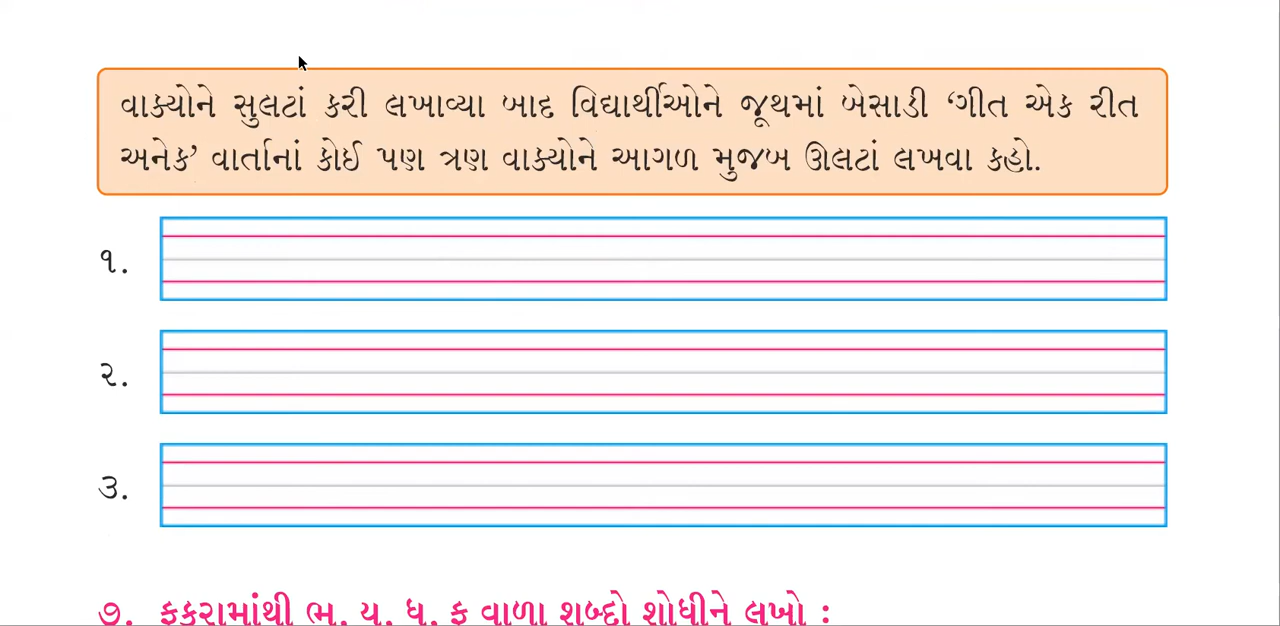 વાક્યોને સુલટાં કરી લખાવ્યા બાદ વિદ્યાર્થીઓને જૂથમાં બેસાડી ‘ગીત એક રીત
અનેક’ વાર્તાનાં કોઈ પણ ત્રણ વાક્યોને આગળ મુજબ ઊલટાં લખવા કહો.
૧.
૨.
૩.
૭. ફકરામાંથી ભ, ય, ધ, ફ વાળા શબ્દો શોધીને લખો :